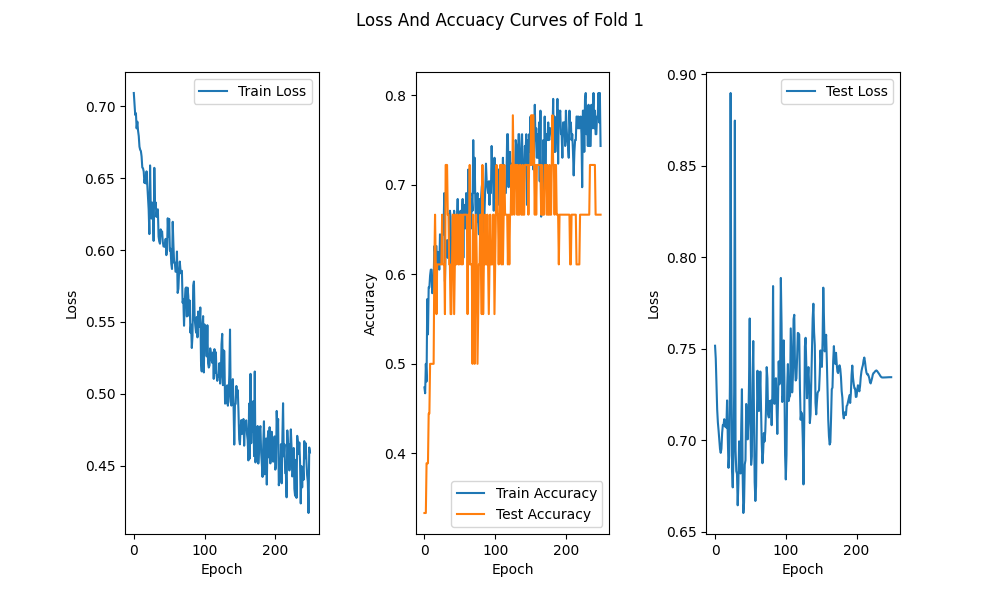 Loss And Accuacy Curves of Fold 1
Train Loss
0.70
0.65
0.60
0.55
0.50
0.45
Loss
0
100
200
Epoch
0.8
0.7
0.6
0.5
0.4
Accuracy
Train Accuracy
Test Accuracy
0
100
200
Epoch
Test Loss
0.90
0.85
0.80
0.75
0.70
0.65
Loss
0
100
200
Epoch